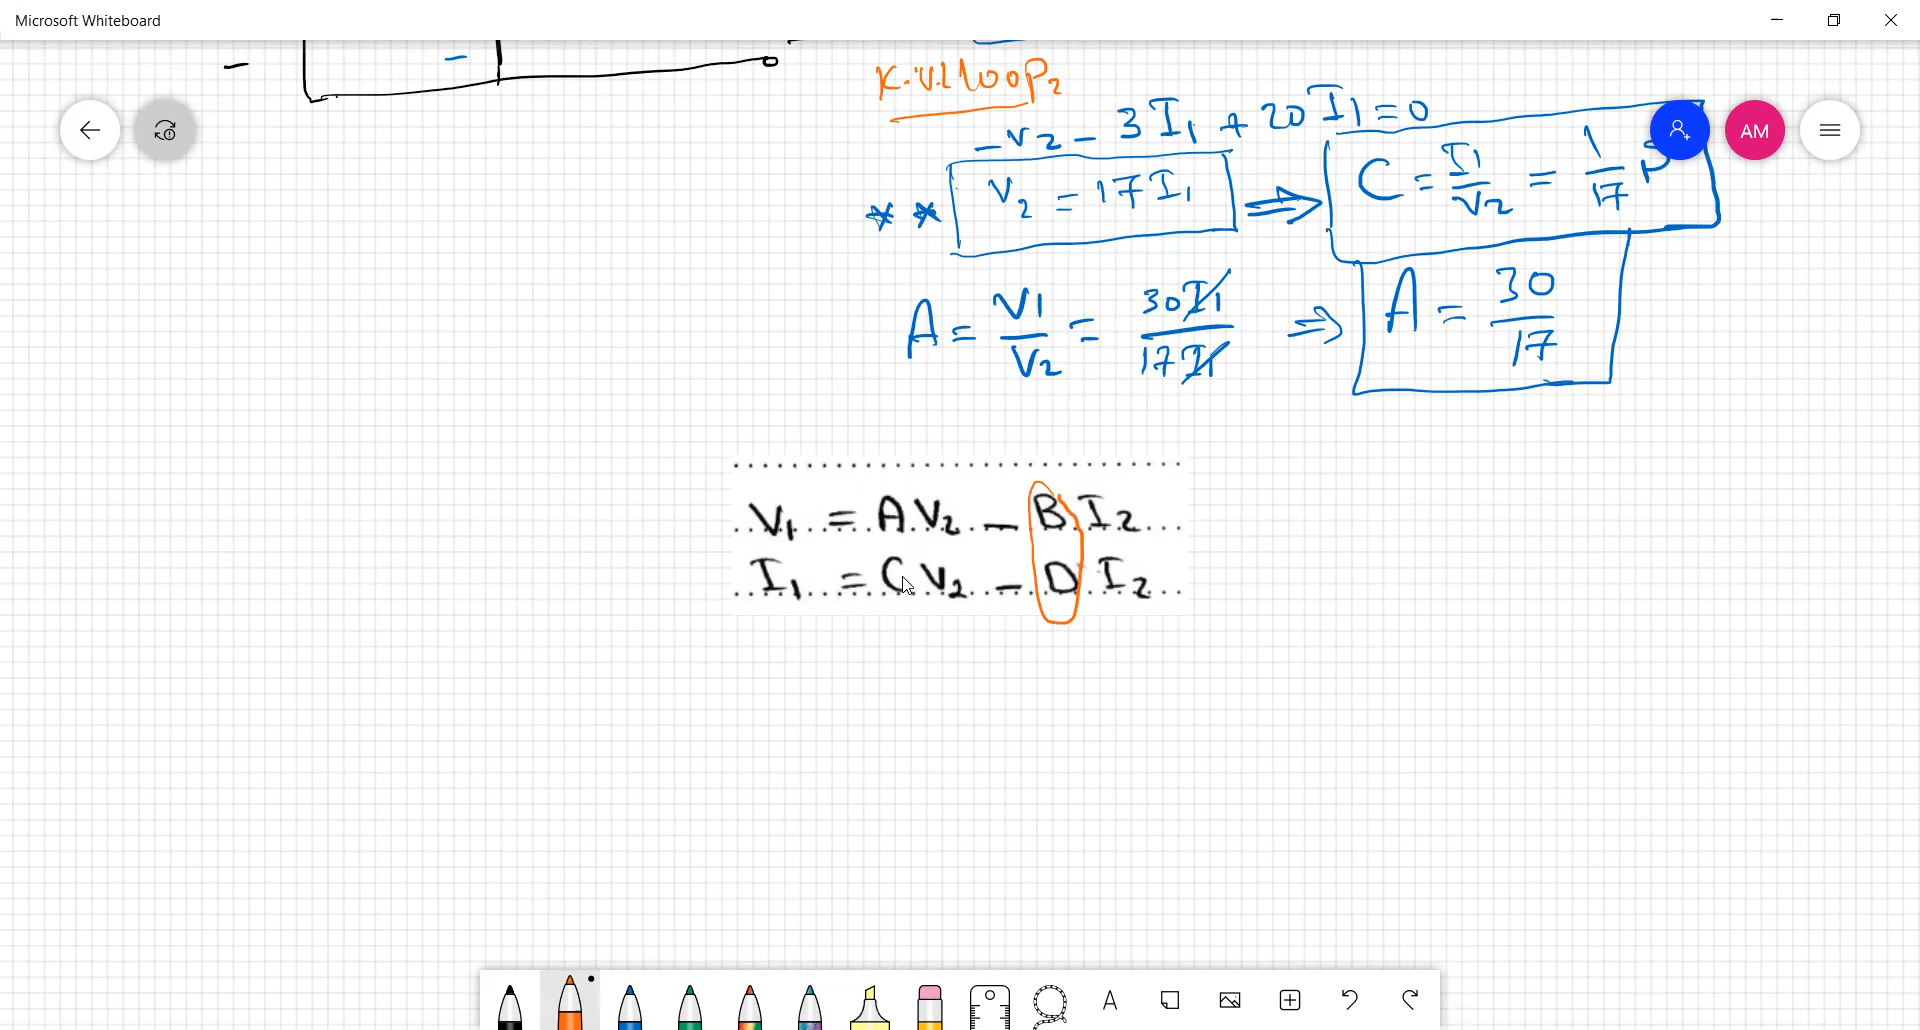 Microsoft Whiteboard
K.V.L loop2
-V2 - 3I1 + 20I1 = 0
** V2 = 17I1 ⇒ C = I1/V2 = 1/17
A = V1/V2 = 30I1/17I1 ⇒ A = 30/17
V1 = AV2 - BI2
I1 = CV2 - DI2
AM
A